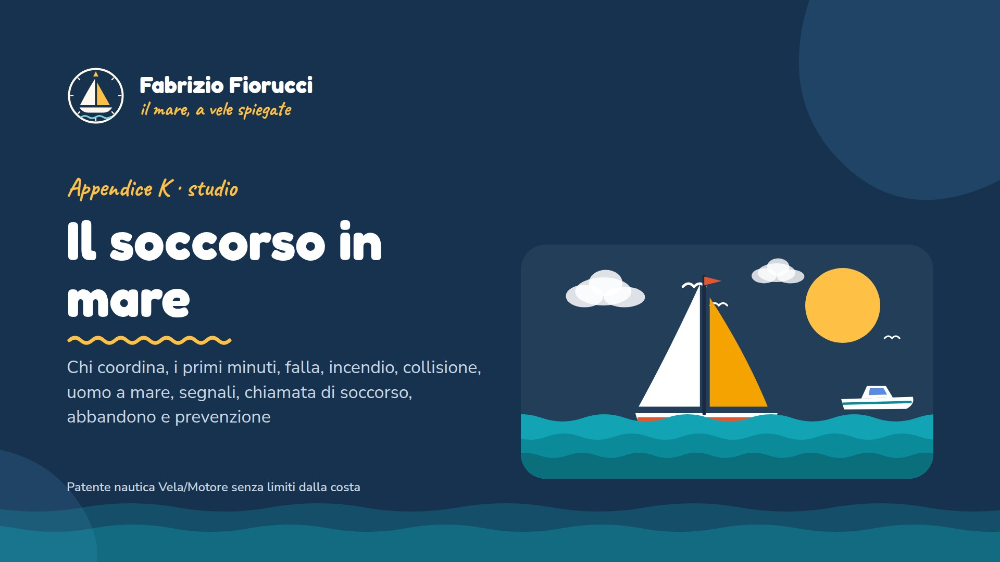 Fabrizio Fiorucci
il mare, a vele spiegate
Appendice K · studio
Il soccorso in
mare
Chi coordina, i primi minuti, falla, incendio, collisione,
uomo a mare, segnali, chiamata di soccorso,
abbandono e prevenzione
Patente nautica Vela/Motore senza limiti dalla costa